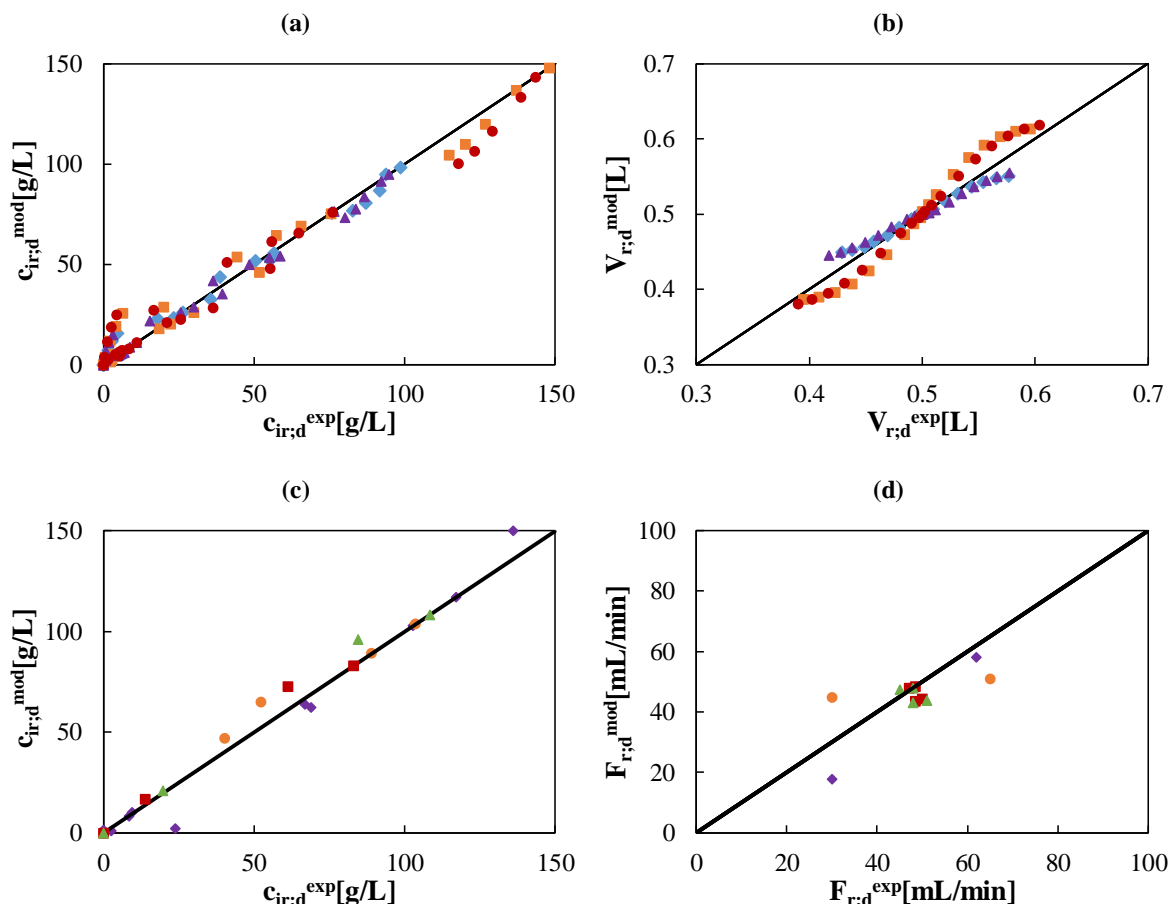 (a)
150
100
50
0
0 50 100 150
c_ir;d^mod[g/L]
c_ir;d^exp[g/L]
(b)
0.7
0.6
0.5
0.4
0.3
0.3 0.4 0.5 0.6 0.7
V_r;d^mod[L]
V_r;d^exp[L]
(c)
150
100
50
0
0 50 100 150
c_ir;d^mod[g/L]
c_ir;d^exp[g/L]
(d)
100
80
60
40
20
0
0 20 40 60 80 100
F_r;d^mod[mL/min]
F_r;d^exp[mL/min]